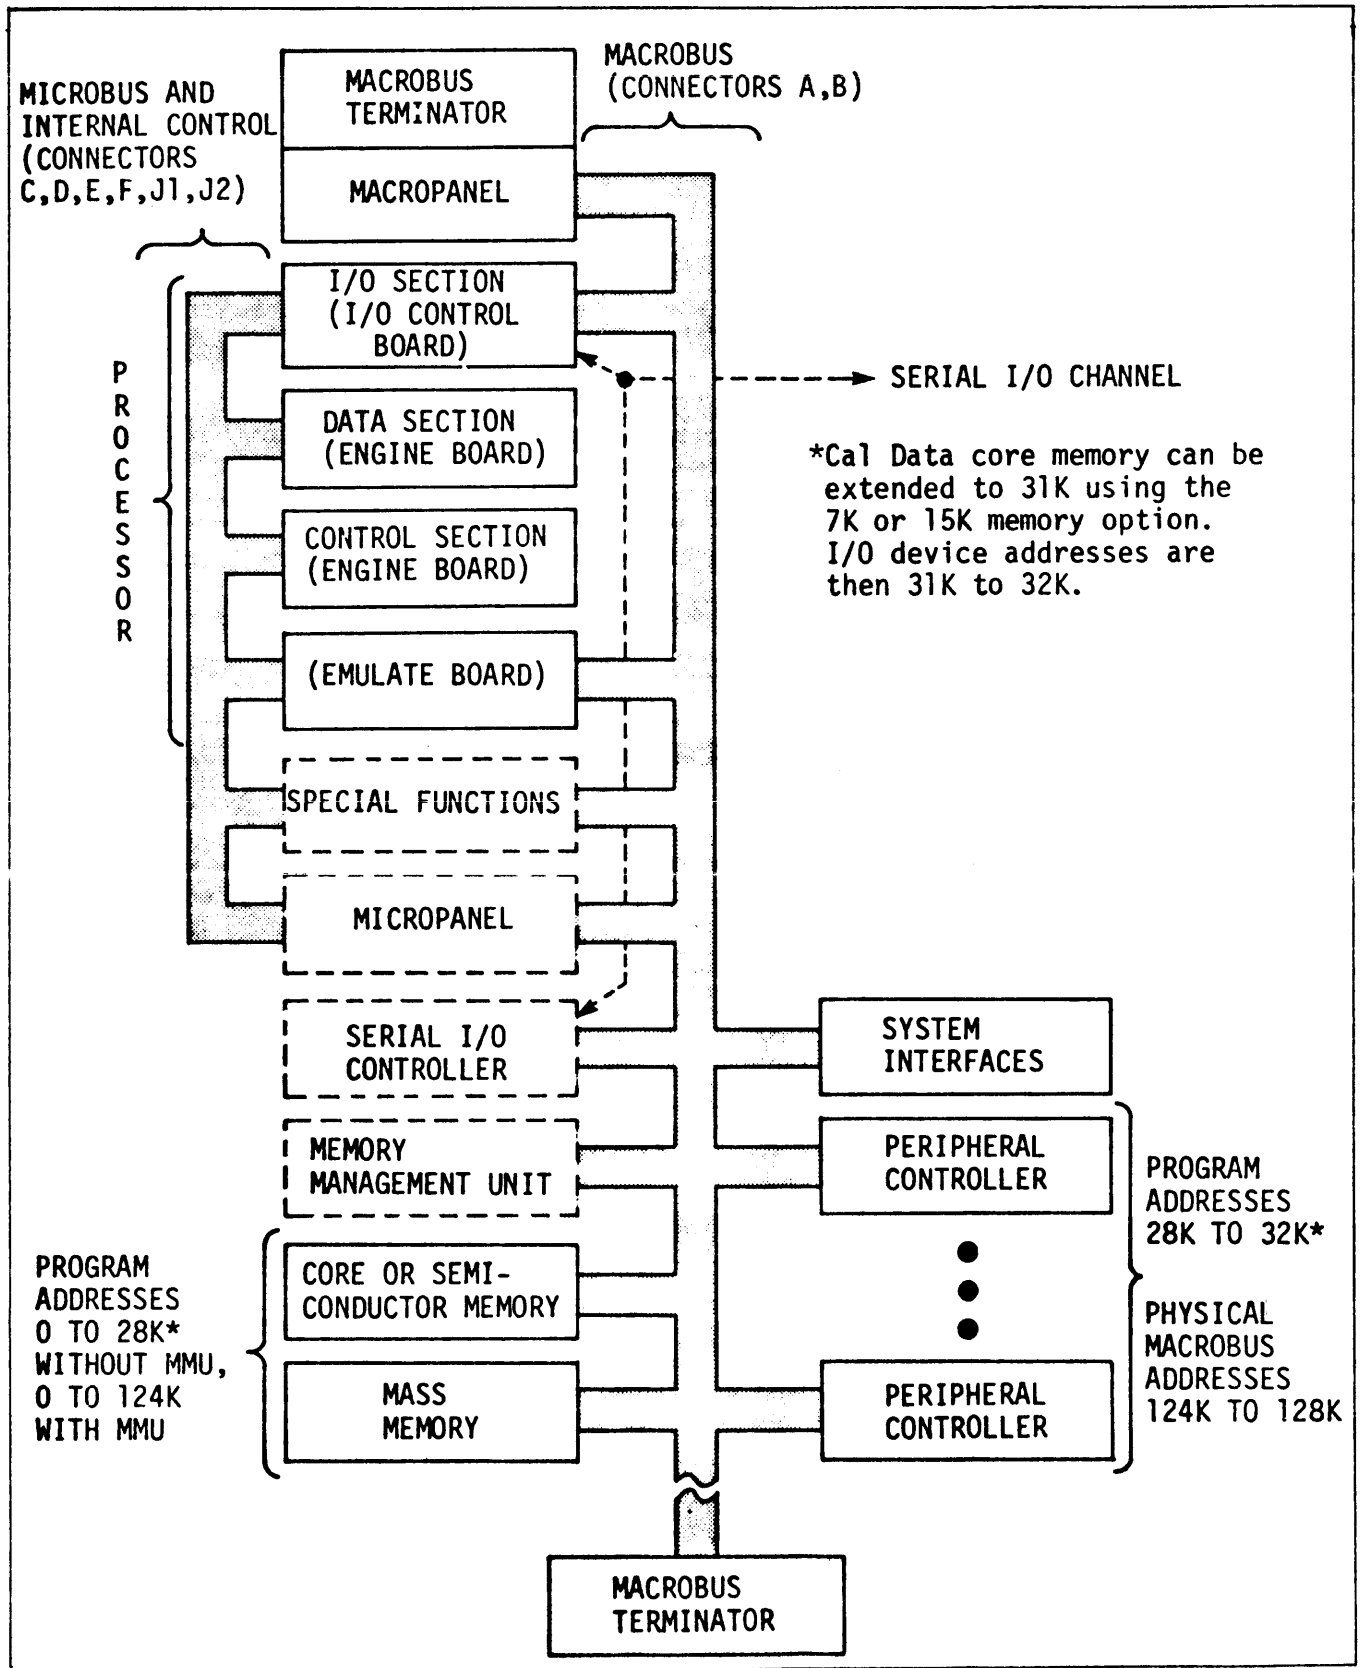 MICROBUS AND
INTERNAL CONTROL
(CONNECTORS
C,D,E,F,J1,J2)
MACROBUS
TERMINATOR
MACROBUS
(CONNECTORS A,B)
MACROPANEL
PROCESSOR
I/O SECTION
(I/O CONTROL
BOARD)
SERIAL I/O CHANNEL
DATA SECTION
(ENGINE BOARD)
*Cal Data core memory can be
extended to 31K using the
7K or 15K memory option.
I/O device addresses are
then 31K to 32K.
CONTROL SECTION
(ENGINE BOARD)
(EMULATE BOARD)
SPECIAL FUNCTIONS
MICROPANEL
SERIAL I/O
CONTROLLER
SYSTEM
INTERFACES
MEMORY
MANAGEMENT UNIT
PERIPHERAL
CONTROLLER
PROGRAM
ADDRESSES
28K TO 32K*
PROGRAM
ADDRESSES
0 TO 28K*
WITHOUT MMU,
0 TO 124K
WITH MMU
CORE OR SEMI-
CONDUCTOR MEMORY
PHYSICAL
MACROBUS
ADDRESSES
124K TO 128K
MASS
MEMORY
PERIPHERAL
CONTROLLER
MACROBUS
TERMINATOR